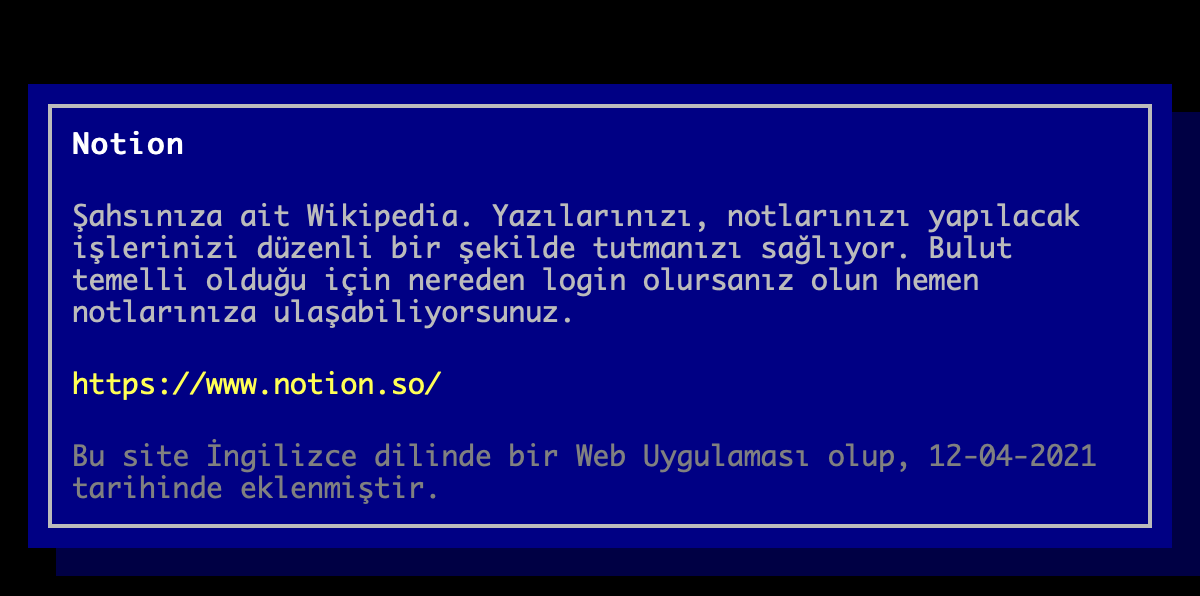 Notion
Şahsınıza ait Wikipedia. Yazılarınızı, notlarınızı yapılacak
işlerinizi düzenli bir şekilde tutmanızı sağlıyor. Bulut
temelli olduğu için nereden login olursanız olun hemen
notlarınıza ulaşabiliyorsunuz.
https://www.notion.so/
Bu site İngilizce dilinde bir Web Uygulaması olup, 12-04-2021
tarihinde eklenmiştir.